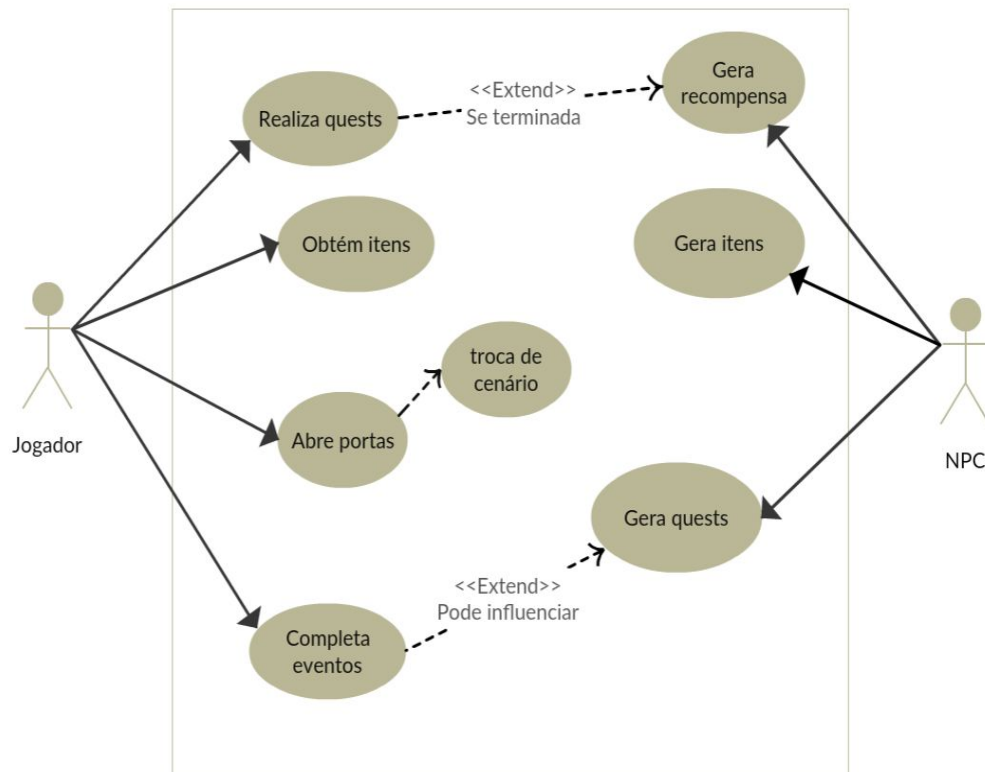 Realiza quests
<<Extend>>
Se terminada
Gera
recompensa
Obtém itens
Gera itens
troca de
cenário
Abre portas
Jogador
NPC
Gera quests
<<Extend>>
Pode influenciar
Completa
eventos